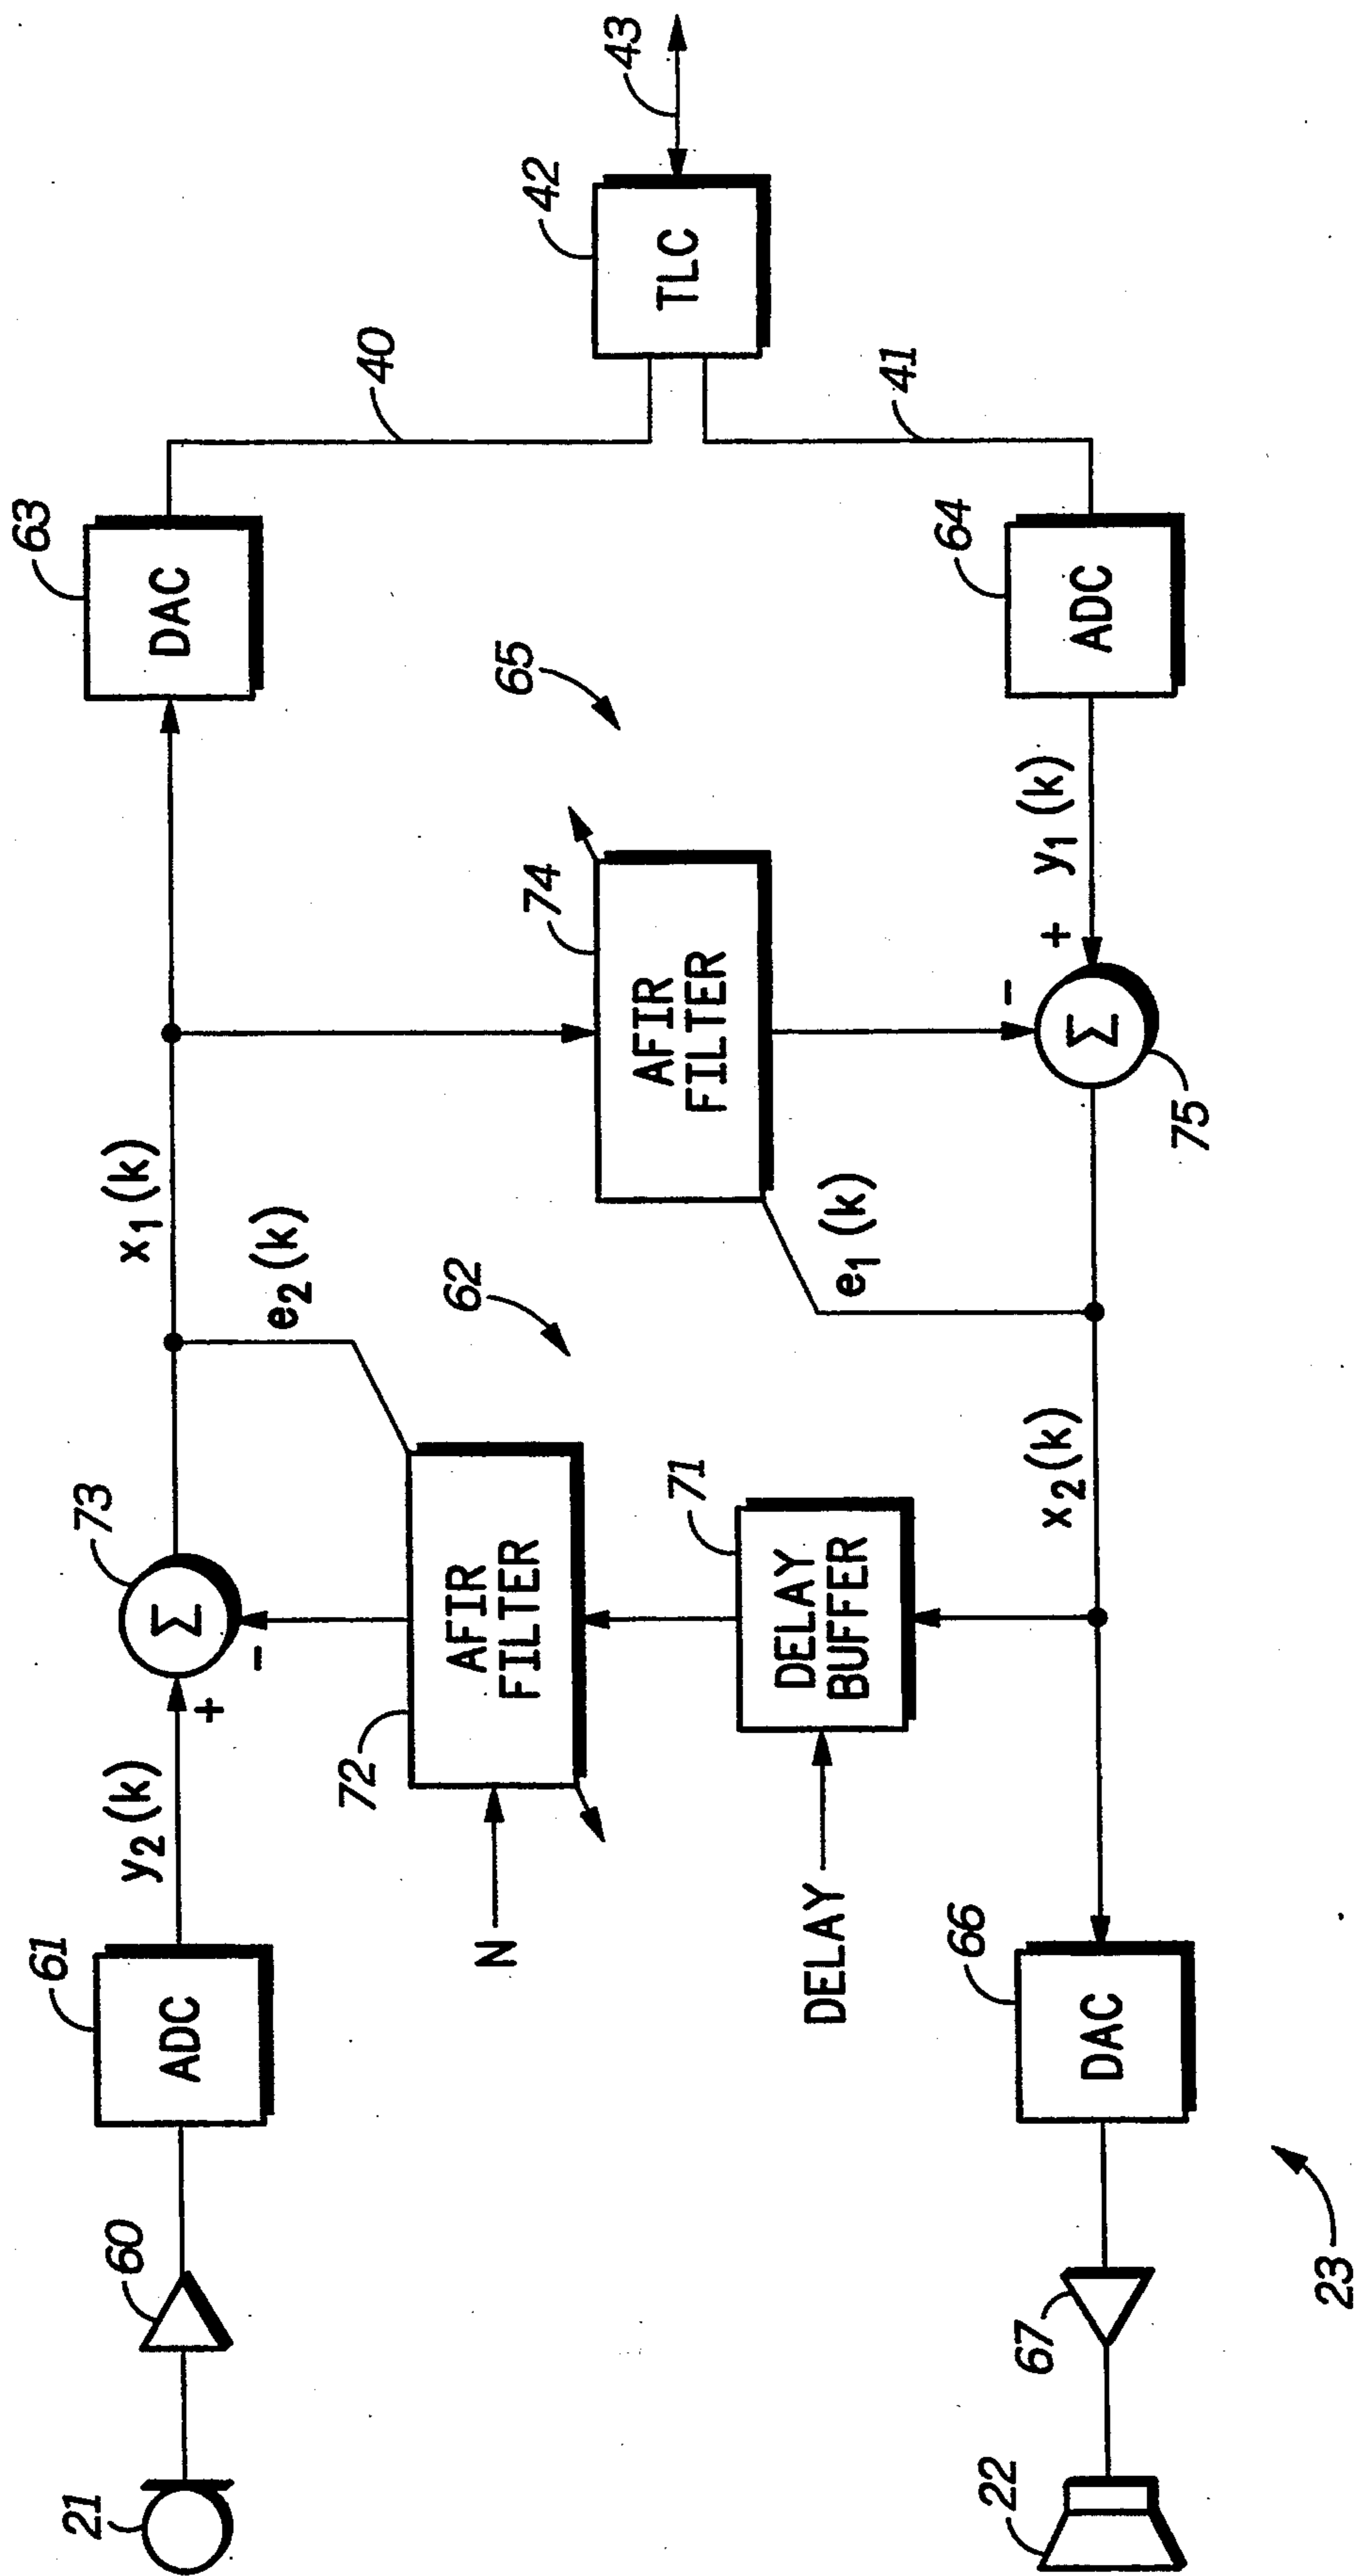 21
60
61
ADC
y₂(k)
+
-
73
Σ
x₁(k)
e₂(k)
63
DAC
40
N
72
AFIR
FILTER
62
74
AFIR
FILTER
65
42
TLC
43
DELAY
71
DELAY
BUFFER
e₁(k)
-
+
41
22
67
66
DAC
x₂(k)
Σ
75
y₁(k)
64
ADC
23